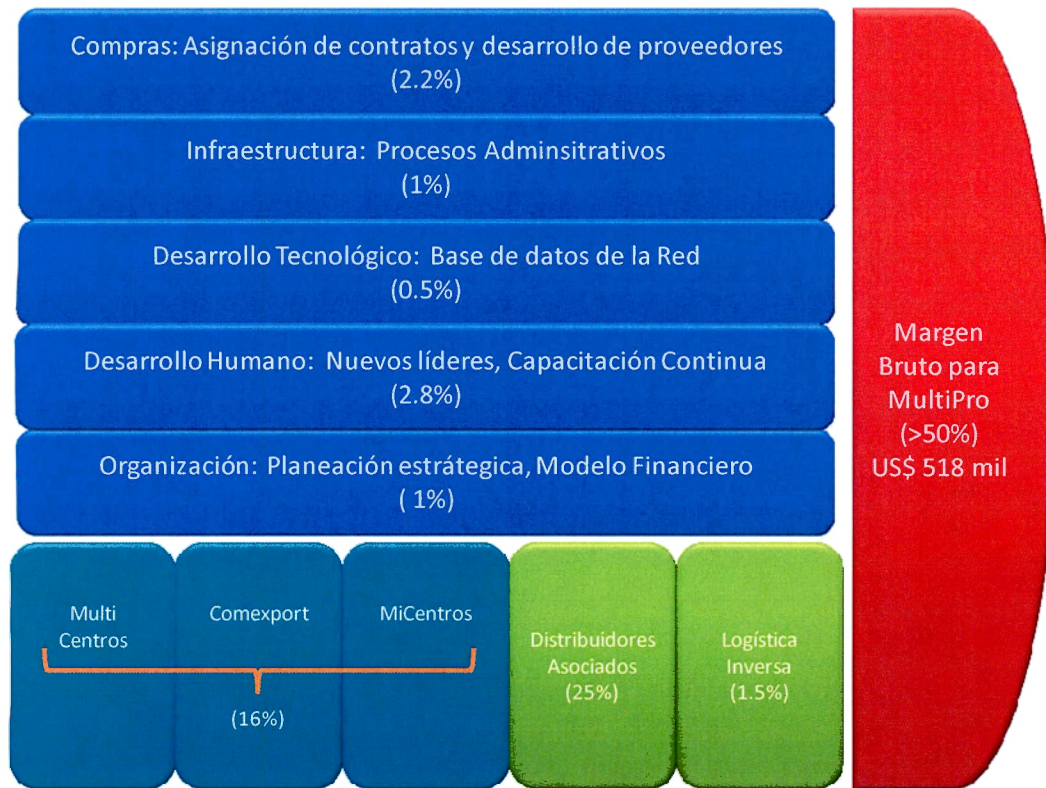 Compras: Asignación de contratos y desarrollo de proveedores
(2.2%)
Infraestructura: Procesos Adminsitrativos
(1%)
Desarrollo Tecnológico: Base de datos de la Red
(0.5%)
Desarrollo Humano: Nuevos líderes, Capacitación Continua
(2.8%)
Organización: Planeación estrátegica, Modelo Financiero
( 1%)
Multi
Centros
Comexport
MiCentros
(16%)
Distribuidores
Asociados
(25%)
Logística
Inversa
(1.5%)
Margen
Bruto para
MultiPro
(>50%)
US$ 518 mil